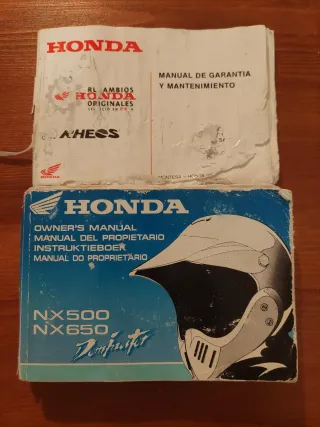 HONDA
MANUAL DE GARANTIA
Y MANTENIMIENTO
HONDA
ORIGINALES
HONDA
HONDA
OWNER'S MANUAL
MANUAL DEL PROPIETARIO
INSTRUKTIEBOEK
MANUAL DO PROPRIETÁRIO
NX500
NX650
Dominator